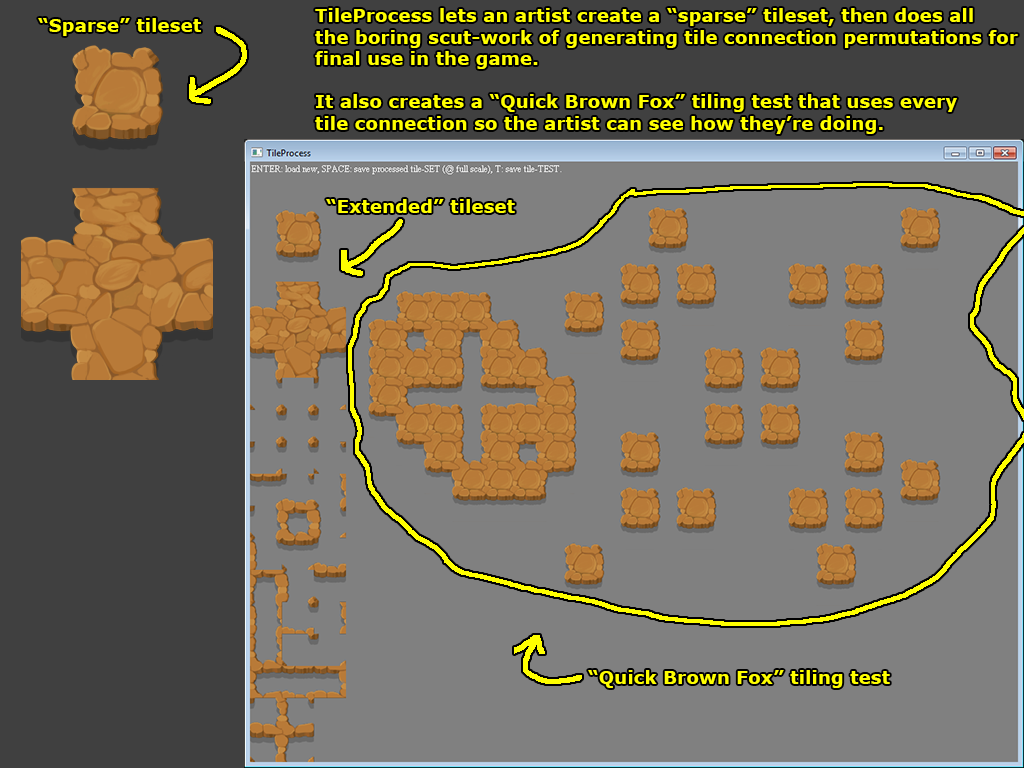 “Sparse” tileset
TileProcess lets an artist create a “sparse” tileset, then does all
the boring scut-work of generating tile connection permutations for
final use in the game.
It also creates a “Quick Brown Fox” tiling test that uses every
tile connection so the artist can see how they’re doing.
TileProcess
ENTER: load new, SPACE: save processed tile-SET (@ full scale), T: save tile-TEST.
“Extended” tileset
“Quick Brown Fox” tiling test